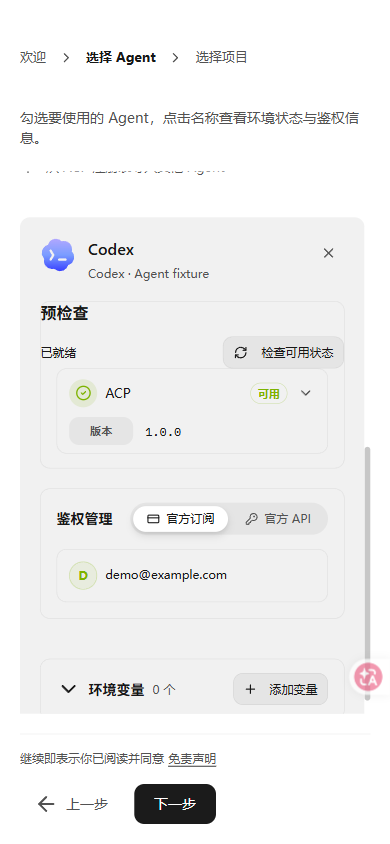 欢迎 > 选择 Agent > 选择项目
勾选要使用的 Agent，点击名称查看环境状态与鉴权信
息。
Codex
Codex · Agent fixture
预检查
已就绪 检查可用状态
ACP 可用
版本 1.0.0
鉴权管理 官方订阅 官方 API
D demo@example.com
环境变量 0 个 + 添加变量
继续即表示你已阅读并同意 免责声明
上一步 下一步